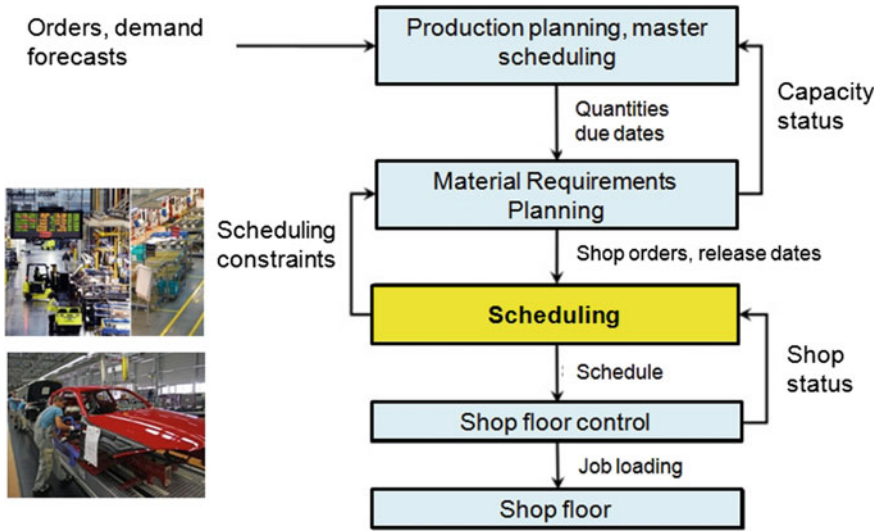 Orders, demand
forecasts
Production planning, master
scheduling
Capacity
status
Quantities
due dates
Material Requirements
Planning
Scheduling
constraints
Shop orders, release dates
Scheduling
Shop
status
Schedule
Shop floor control
Job loading
Shop floor